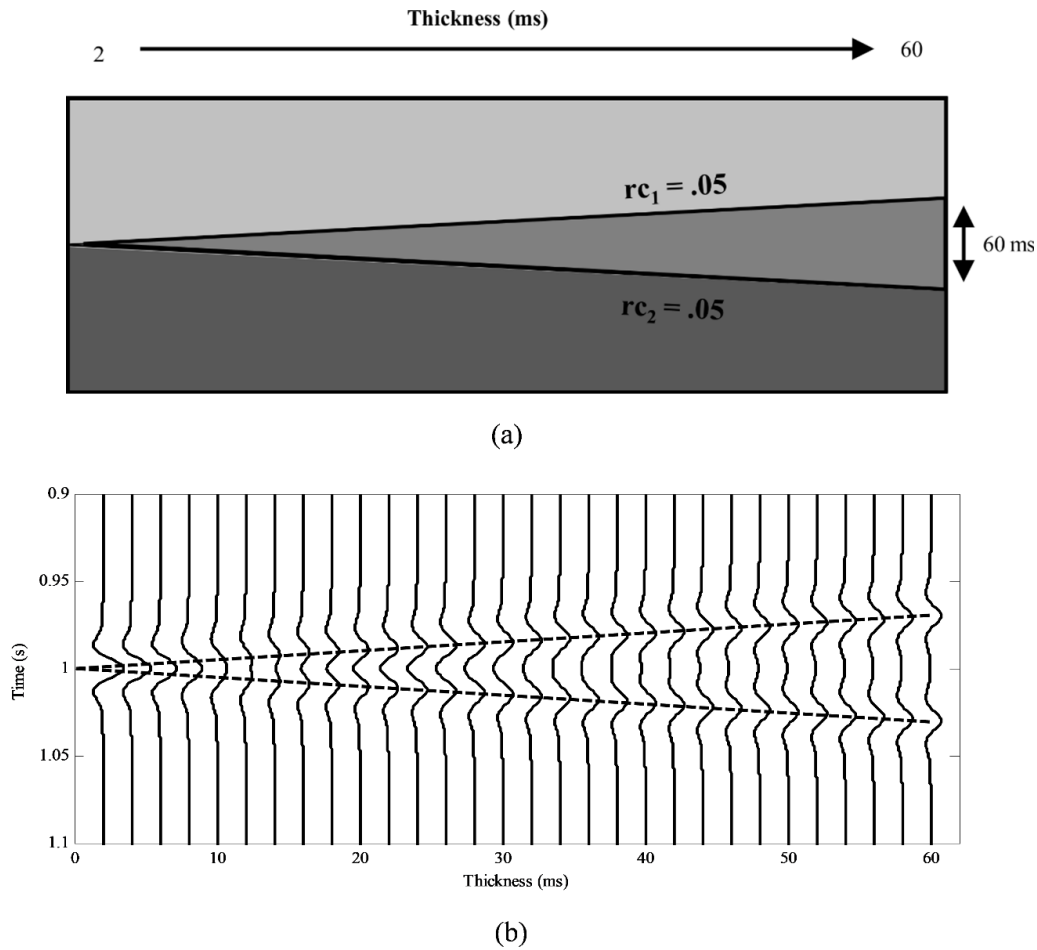 Thickness (ms)
2 60
rc₁ = .05
60 ms
rc₂ = .05
(a)
0.9
0.95
1
1.05
1.1
Time (s)
0 10 20 30 40 50 60
Thickness (ms)
(b)